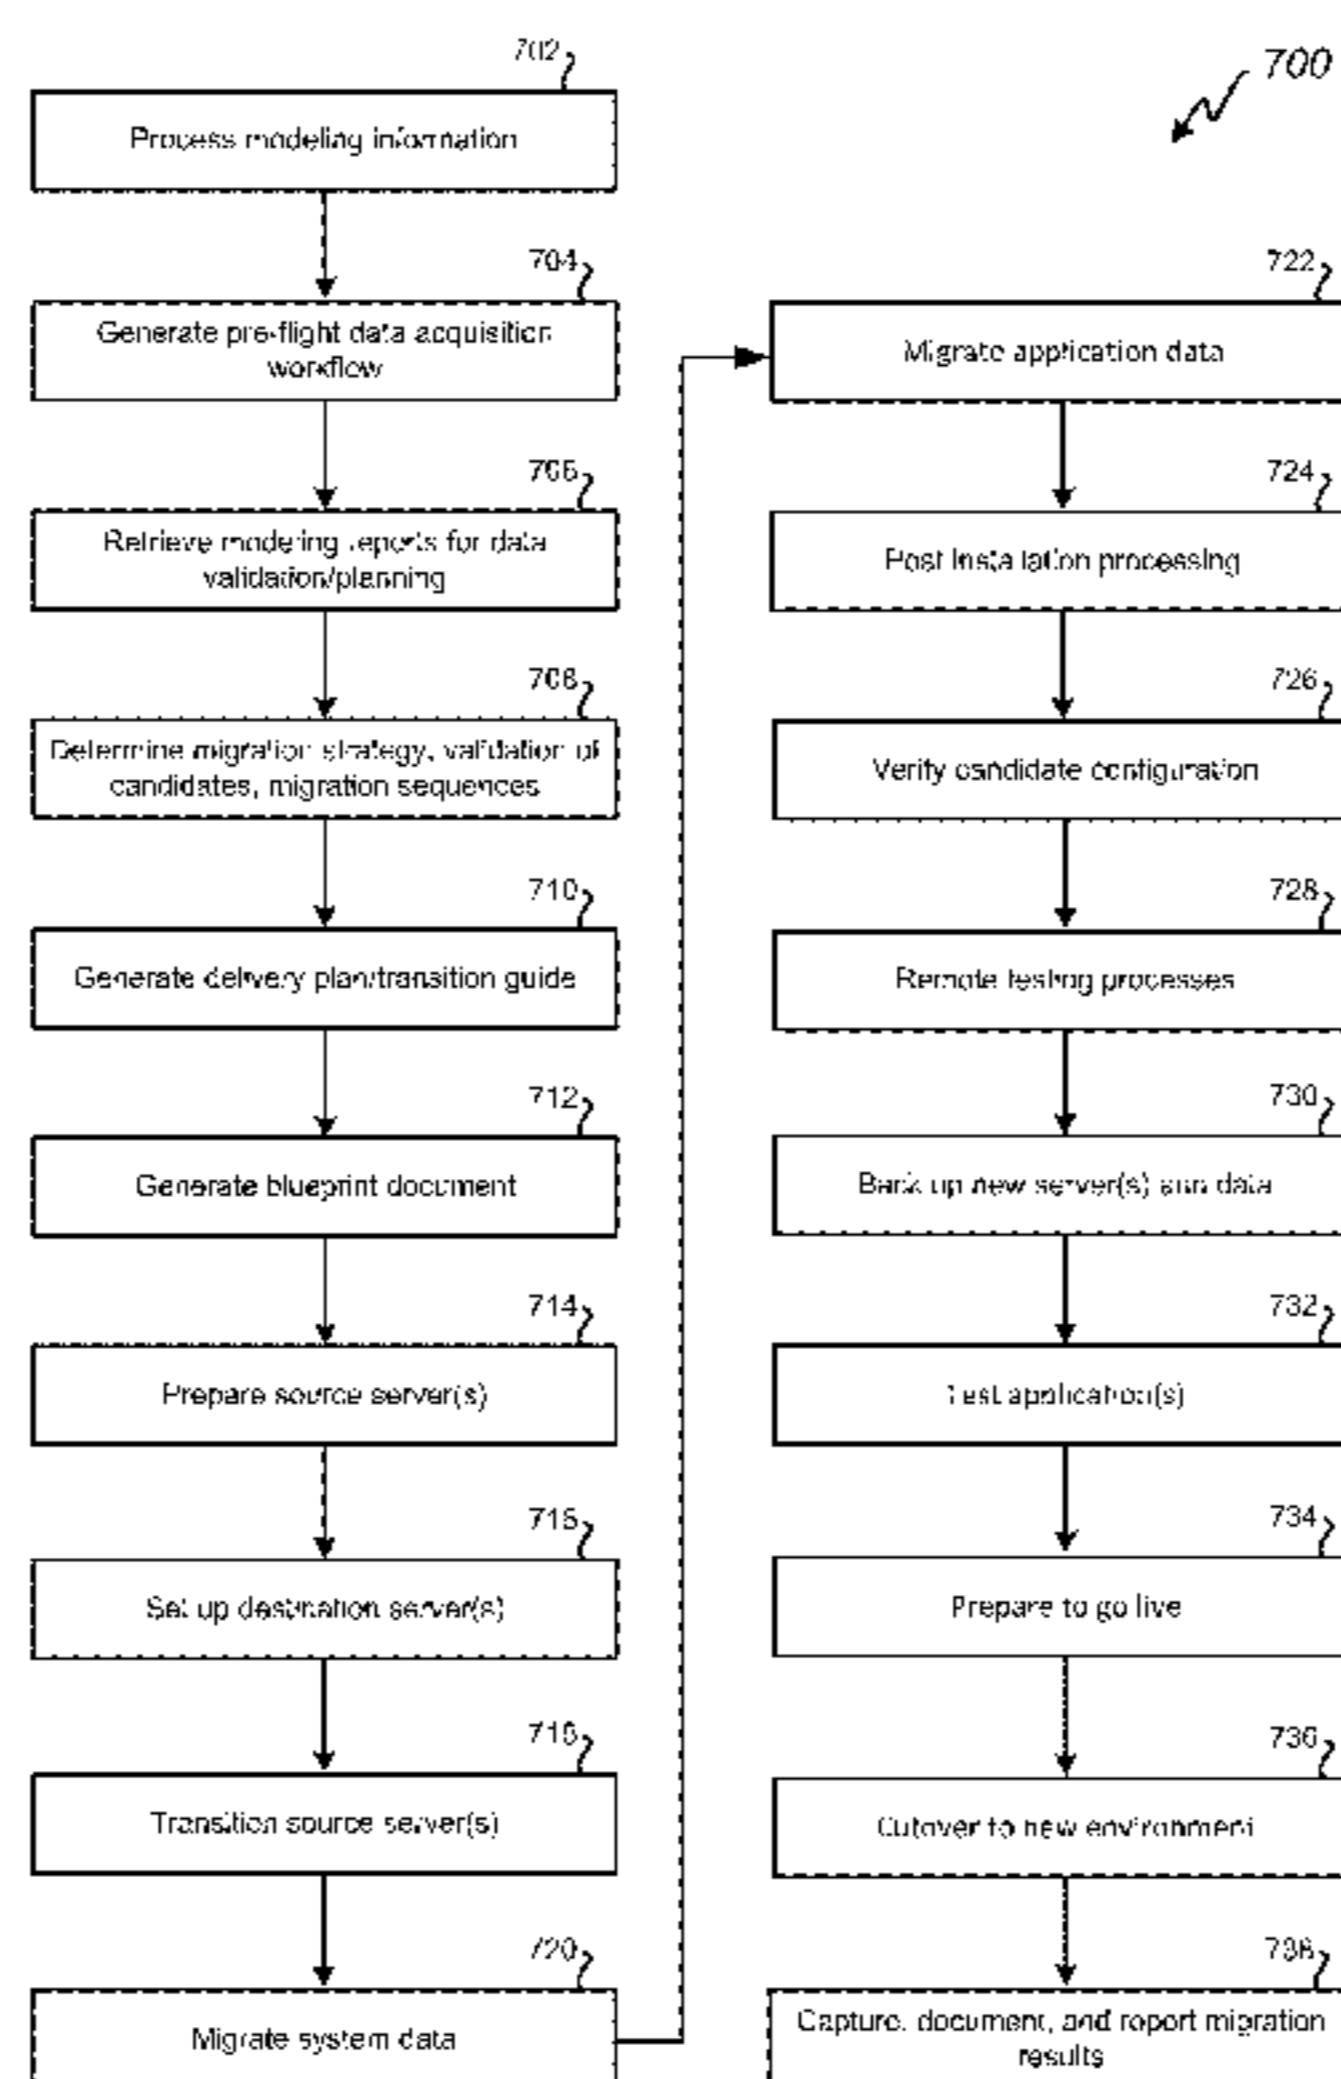 700
702
Process modeling information
704
Generate pre-flight data acquisition
workflow
706
Retrieve modeling reports for data
validation/planning
708
Determine migration strategy, validation of
candidates, migration sequences
710
Generate delivery plan/transition guide
712
Generate blueprint document
714
Prepare source server(s)
716
Set up destination server(s)
718
Transition source server(s)
720
Migrate system data
722
Migrate application data
724
Post installation processing
726
Verify candidate configuration
728
Remote testing processes
730
Back up new server(s) and data
732
Test application(s)
734
Prepare to go live
736
Cutover to new environment
738
Capture, document, and report migration
results